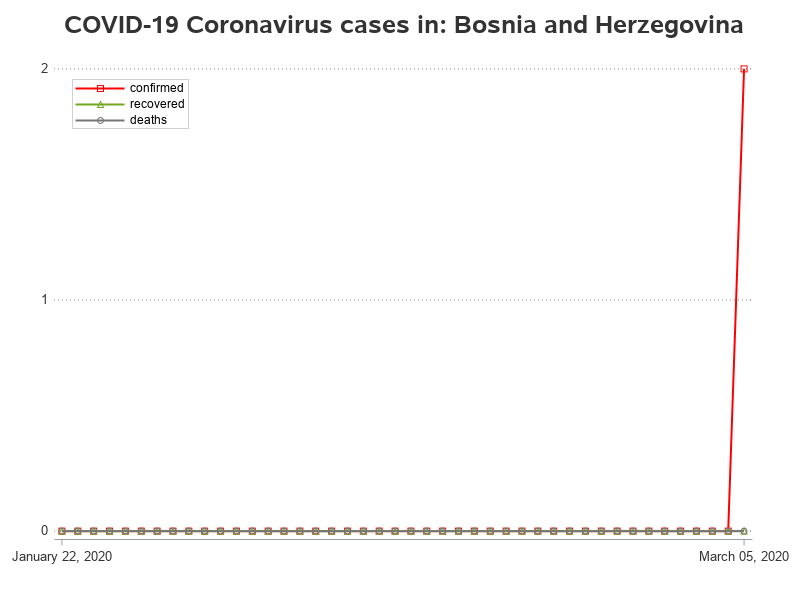 COVID-19 Coronavirus cases in: Bosnia and Herzegovina
2
confirmed
recovered
deaths
1
0
January 22, 2020
March 05, 2020